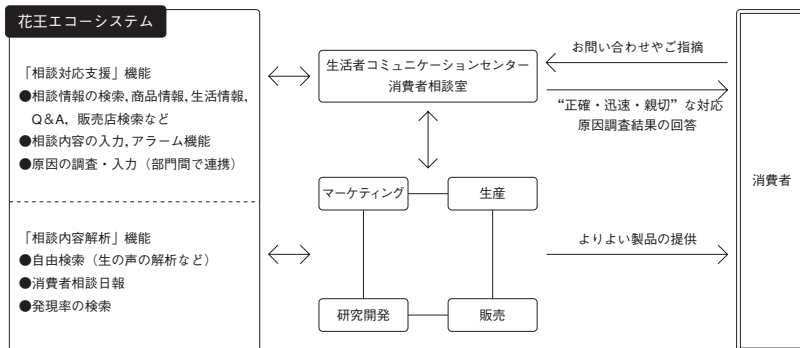 花王エコーシステム
「相談対応支援」機能
●相談情報の検索,商品情報,生活情報,
Q＆A, 販売店検索など
●相談内容の入力,アラーム機能
●原因の調査・入力（部門間で連携）
「相談内容解析」機能
●自由検索（生の声の解析など）
●消費者相談日報
●発現率の検索
生活者コミュニケーションセンター
消費者相談室
マーケティング
生産
研究開発
販売
お問い合わせやご指摘
“正確・迅速・親切”な対応
原因調査結果の回答
よりよい製品の提供
消費者